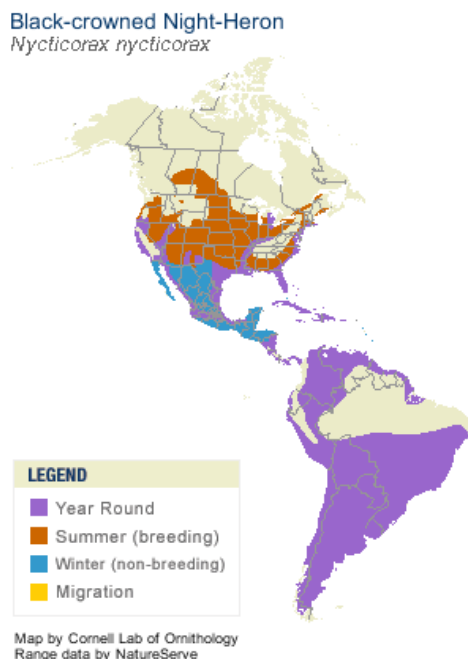 Black-crowned Night-Heron
Nycticorax nycticorax
LEGEND
Year Round
Summer (breeding)
Winter (non-breeding)
Migration
Map by Cornell Lab of Ornithology
Range data by NatureServe